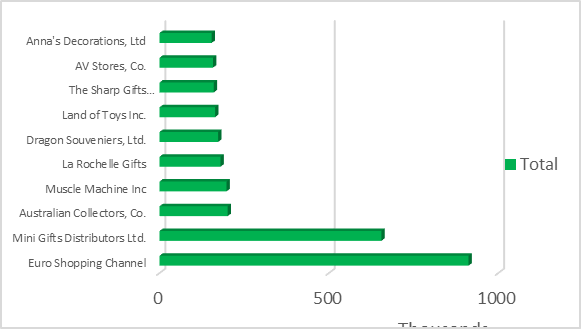 Anna's Decorations, Ltd
AV Stores, Co.
The Sharp Gifts...
Land of Toys Inc.
Dragon Souveniers, Ltd.
La Rochelle Gifts
Muscle Machine Inc
Australian Collectors, Co.
Mini Gifts Distributors Ltd.
Euro Shopping Channel
Total
0 500 1000
Thousands